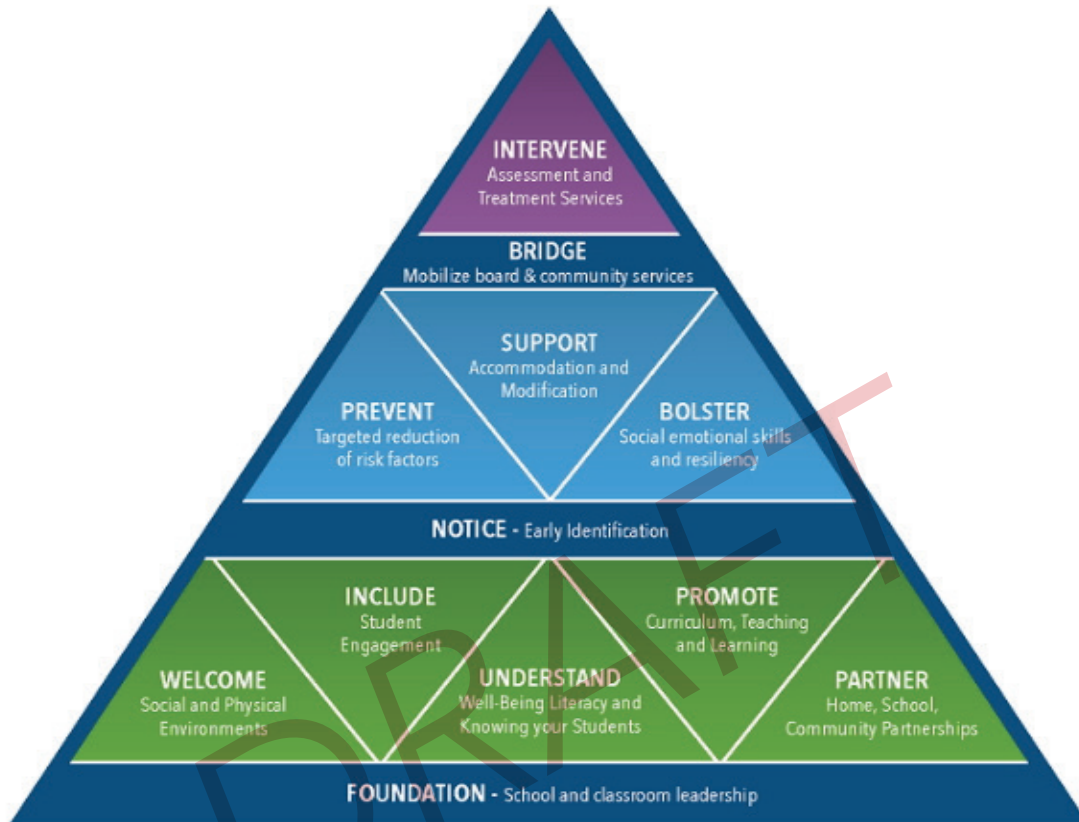 INTERVENE
Assessment and
Treatment Services
BRIDGE
Mobilize board & community services
SUPPORT
Accommodation and
Modification
PREVENT
Targeted reduction
of risk factors
BOLSTER
Social emotional skills
and resiliency
NOTICE - Early Identification
INCLUDE
Student
Engagement
PROMOTE
Curriculum, Teaching
and Learning
WELCOME
Social and Physical
Environments
UNDERSTAND
Well-Being Literacy and
Knowing your Students
PARTNER
Home, School,
Community Partnerships
FOUNDATION - School and classroom leadership
DRAFT